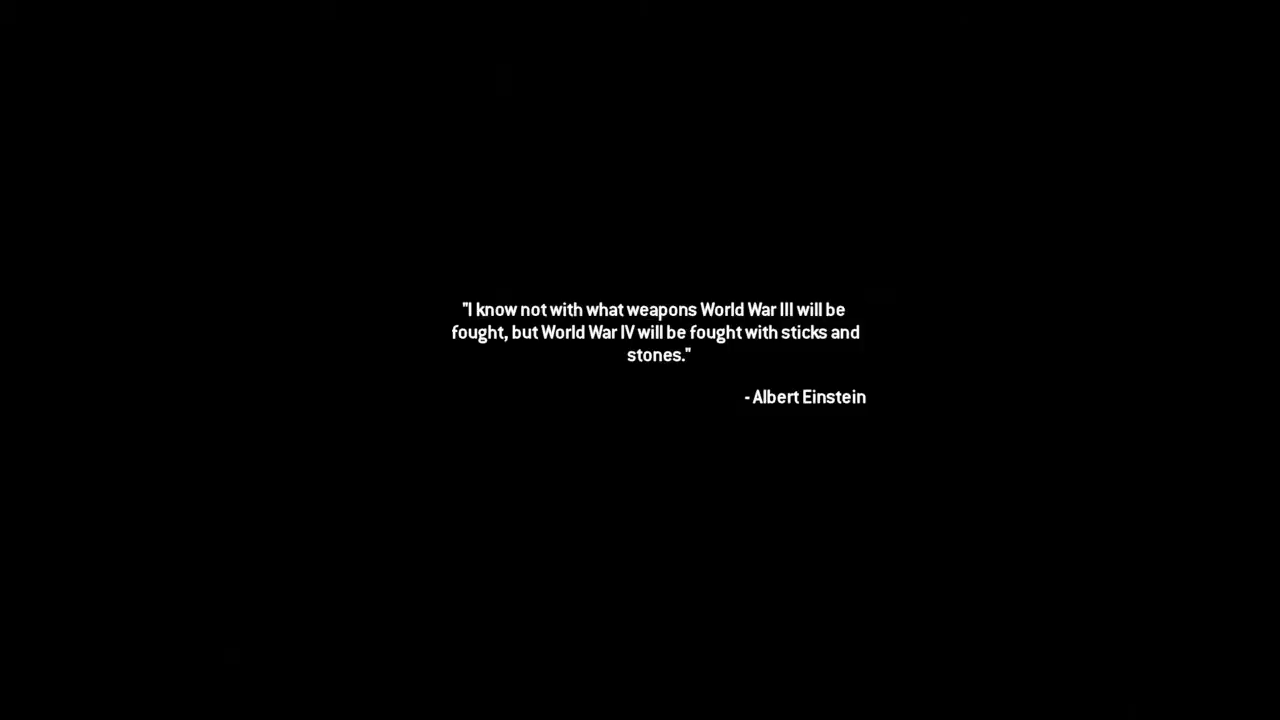 "I know not with what weapons World War III will be
fought, but World War IV will be fought with sticks and
stones."
- Albert Einstein